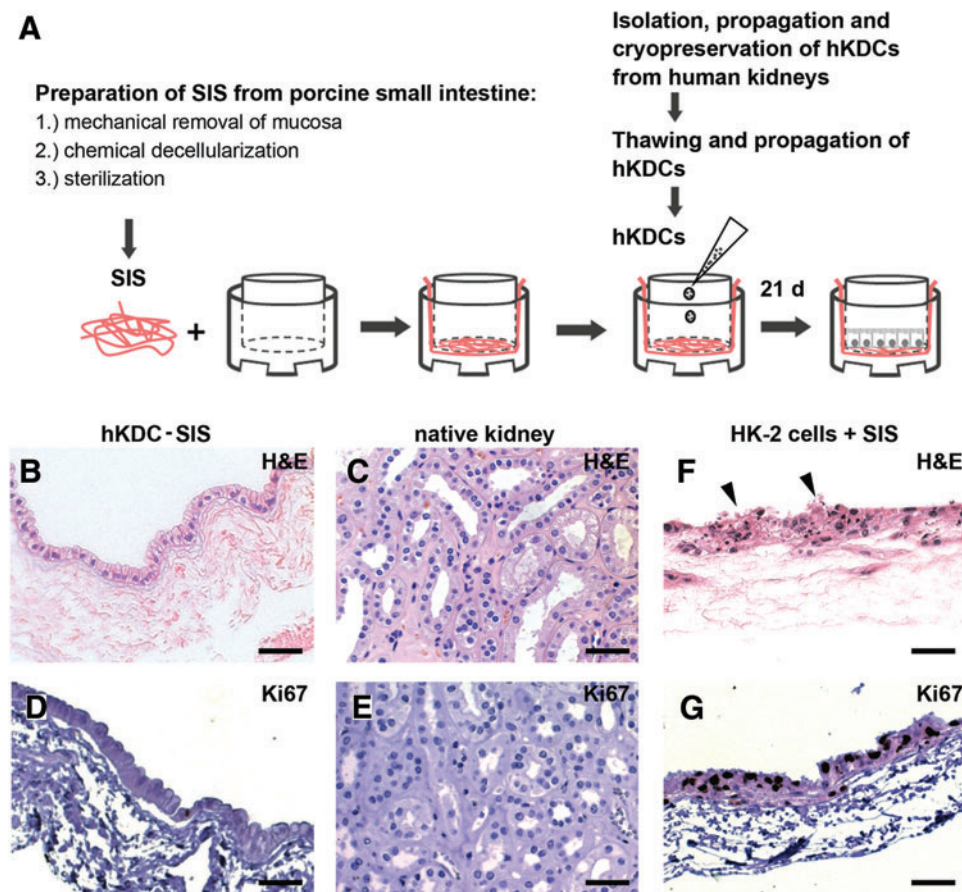 A
Preparation of SIS from porcine small intestine:
1.) mechanical removal of mucosa
2.) chemical decellularization
3.) sterilization
SIS
+
Isolation, propagation and
cryopreservation of hKDCs
from human kidneys
Thawing and propagation of
hKDCs
hKDCs
21 d
hKDC-SIS
native kidney
HK-2 cells + SIS
B
H&E
C
H&E
F
H&E
D
Ki67
E
Ki67
G
Ki67